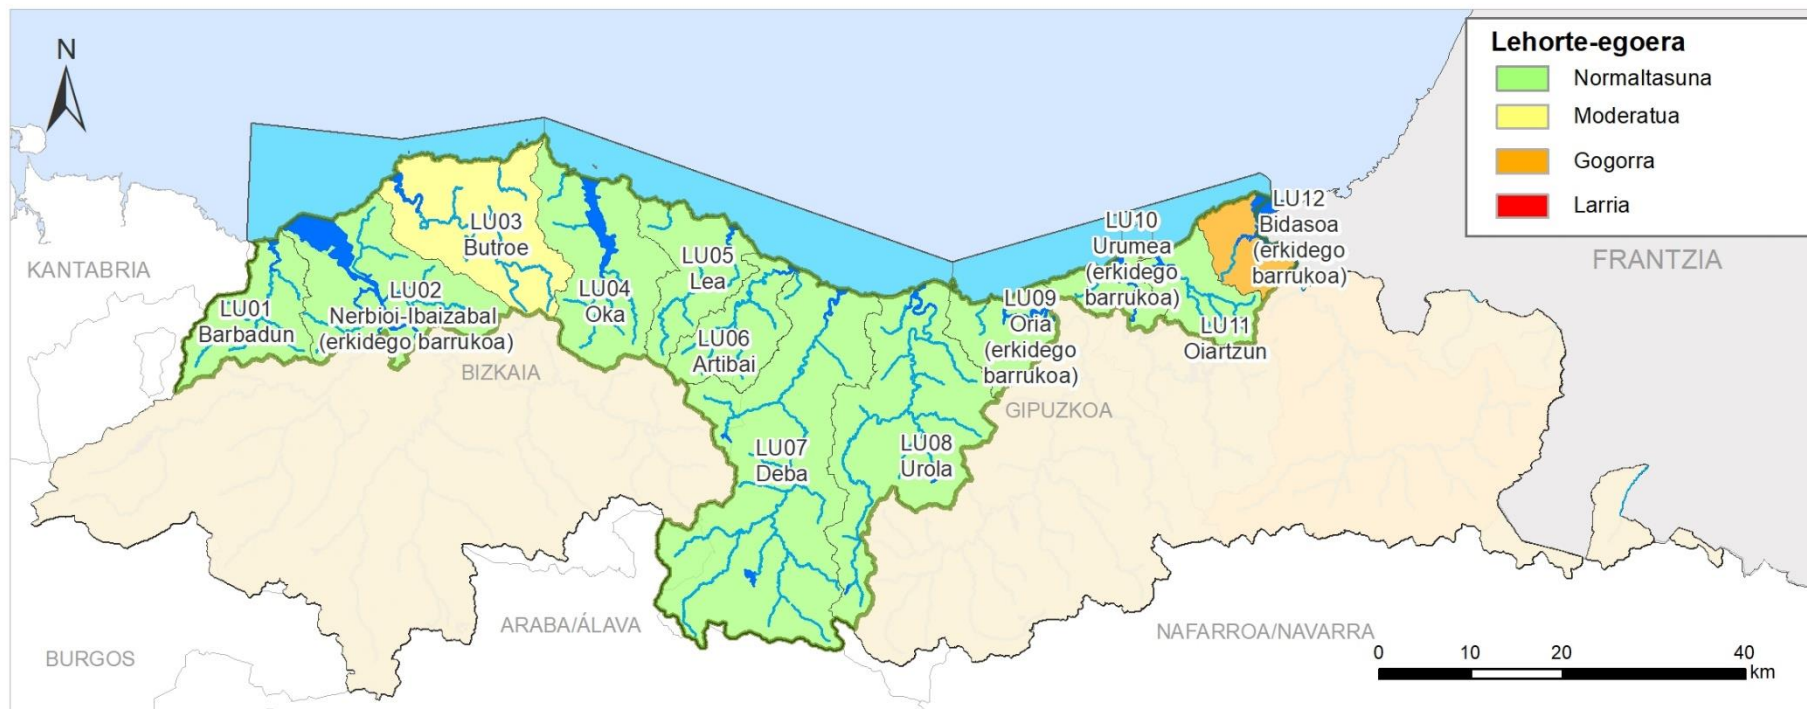 N
Lehorte-egoera
Normaltasuna
Moderatua
Gogorra
Larria
KANTABRIA
FRANTZIA
BIZKAIA
GIPUZKOA
ARABA/ÁLAVA
NAFARROA/NAVARRA
BURGOS
LU01
Barbadun
LU02
Nerbioi-Ibaizabal
(erkidego barrukoa)
LU03
Butroe
LU04
Oka
LU05
Lea
LU06
Artibai
LU07
Deba
LU08
Urola
LU09
Oria
(erkidego
barrukoa)
LU10
Urumea
(erkidego
barrukoa)
LU11
Oiartzun
LU12
Bidasoa
(erkidego
barrukoa)
0 10 20 40
km